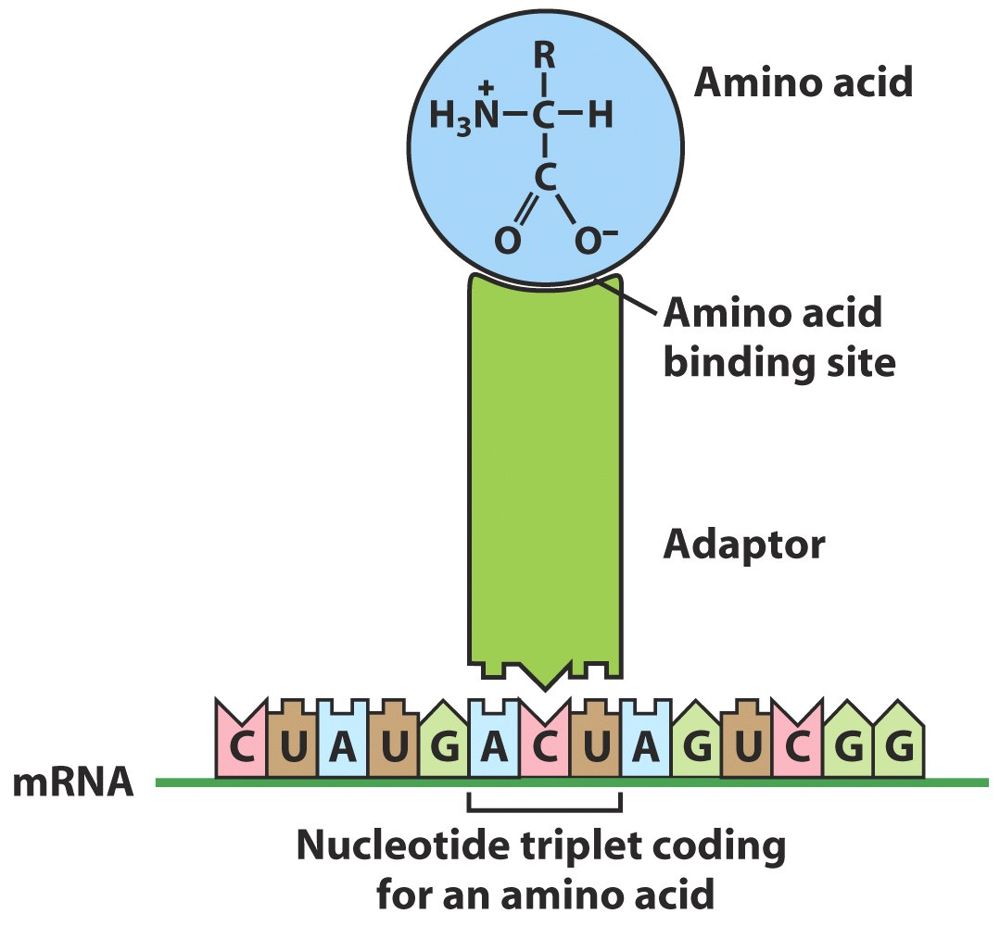 R
Amino acid
H₃N⁺–C–H
C
O O⁻
Amino acid
binding site
Adaptor
C U A U G A C U A G U C G G
mRNA
Nucleotide triplet coding
for an amino acid